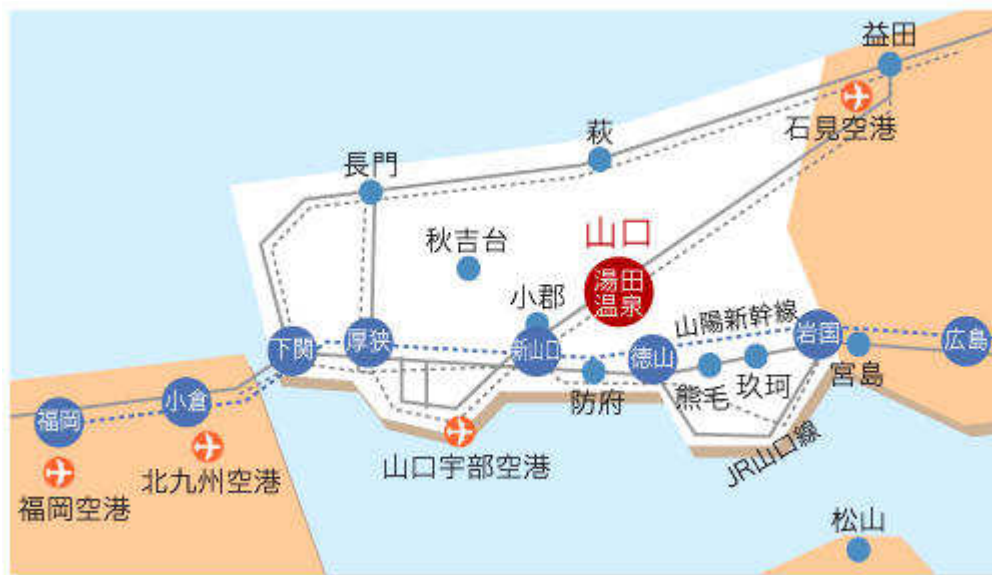 益田
石見空港
萩
長門
山口
湯田
温泉
秋吉台
小郡
山陽新幹線
岩国
広島
下関
厚狭
新山口
徳山
熊毛
玖珂
宮島
防府
福岡
小倉
山口宇部空港
JR山口線
北九州空港
福岡空港
松山